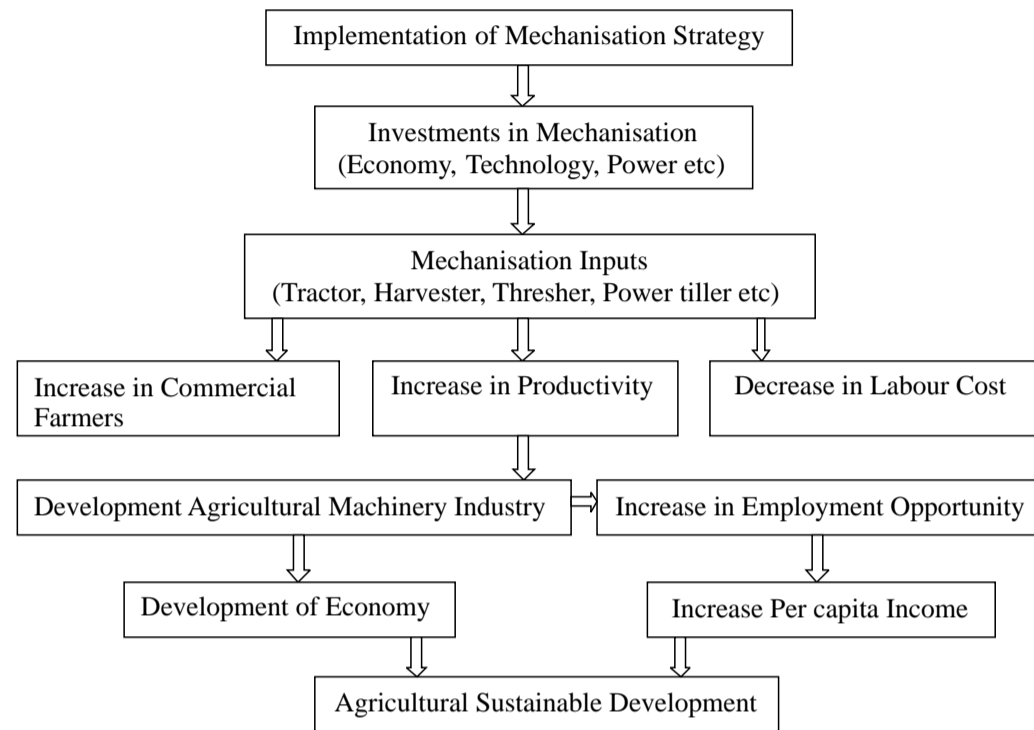 Implementation of Mechanisation Strategy
Investments in Mechanisation
(Economy, Technology, Power etc)
Mechanisation Inputs
(Tractor, Harvester, Thresher, Power tiller etc)
Increase in Commercial
Farmers
Increase in Productivity
Decrease in Labour Cost
Development Agricultural Machinery Industry
Increase in Employment Opportunity
Development of Economy
Increase Per capita Income
Agricultural Sustainable Development